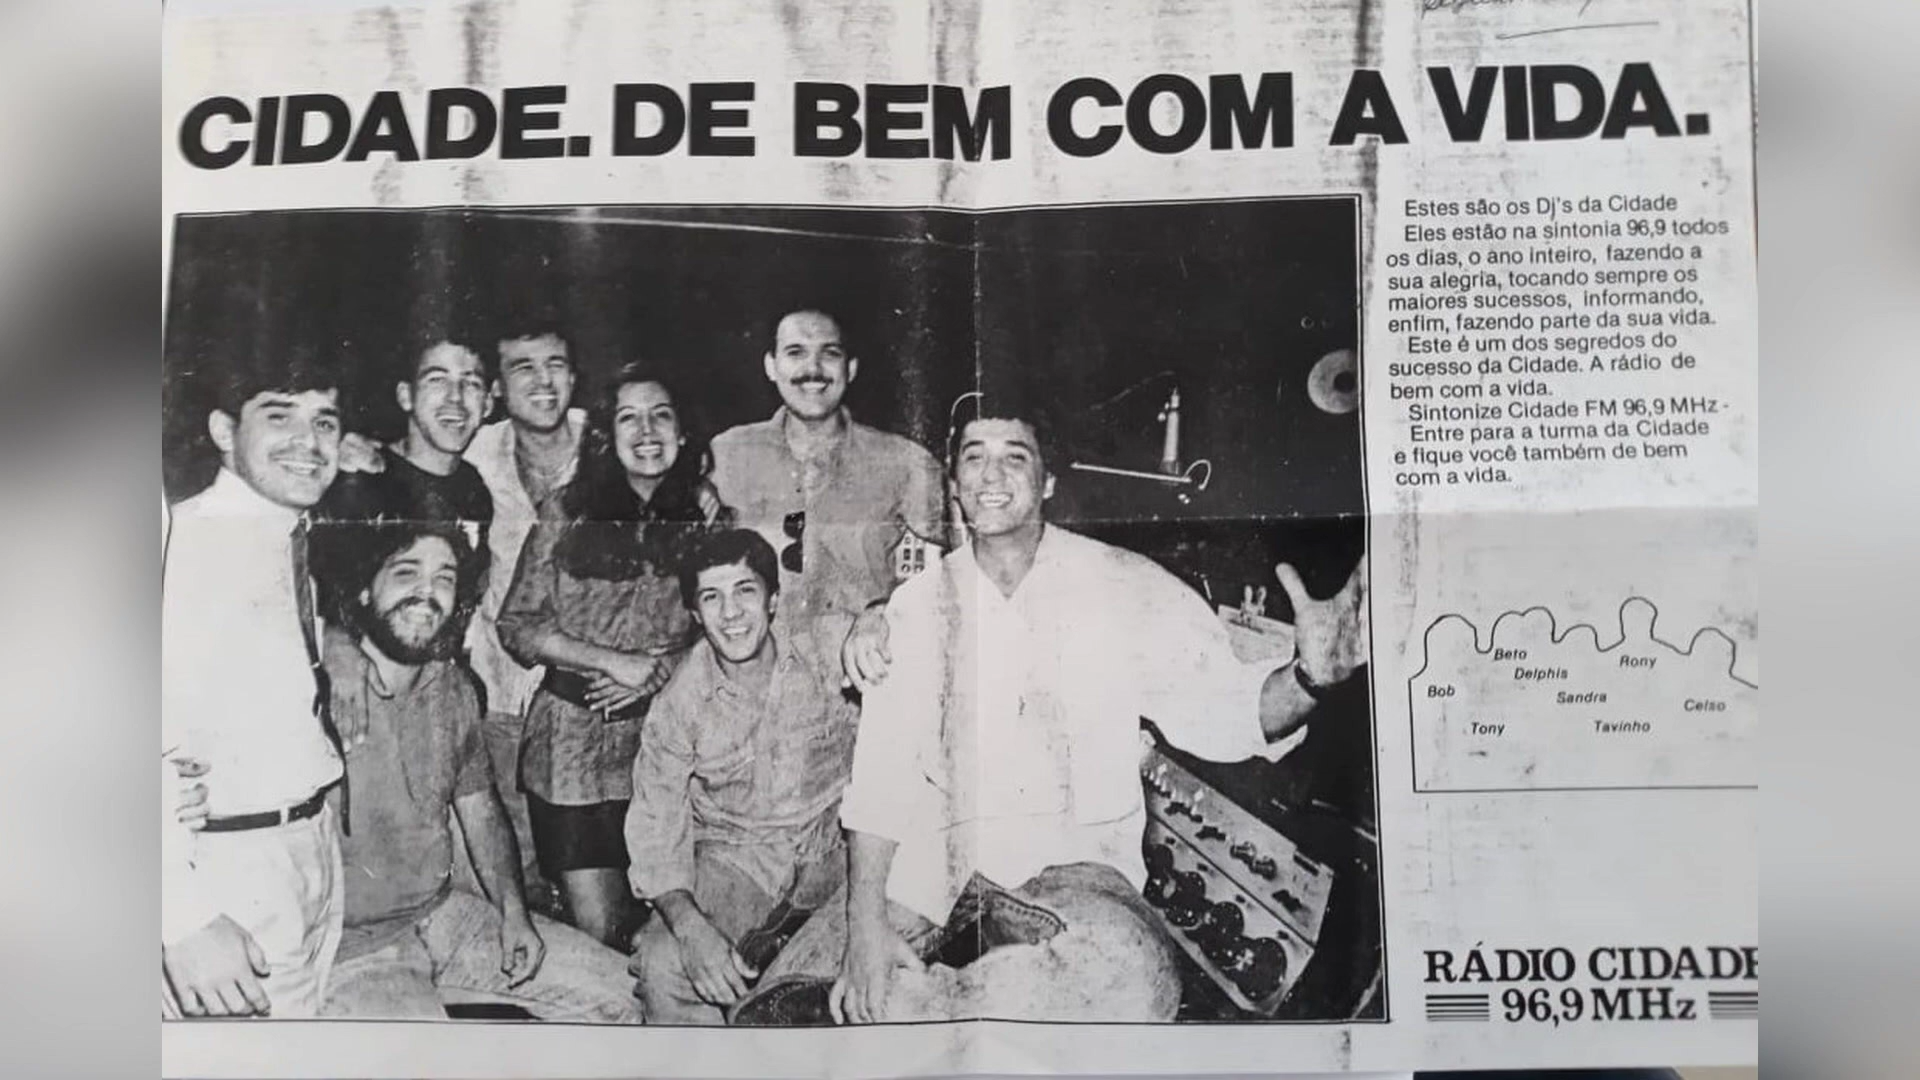 CIDADE. DE BEM COM A VIDA.
Estes são os Dj's da Cidade
Eles estão na sintonia 96,9 todos
os dias, o ano inteiro, fazendo a
sua alegria, tocando sempre os
maiores sucessos, informando,
enfim, fazendo parte da sua vida.
Este é um dos segredos do
sucesso da Cidade. A rádio de
bem com a vida.
Sintonize Cidade FM 96,9 MHz -
Entre para a turma da Cidade
e fique você também de bem
com a vida.
Beto
Rony
Delphis
Bob
Sandra
Celso
Tony
Tavinho
RÁDIO CIDADE
96,9 MHz